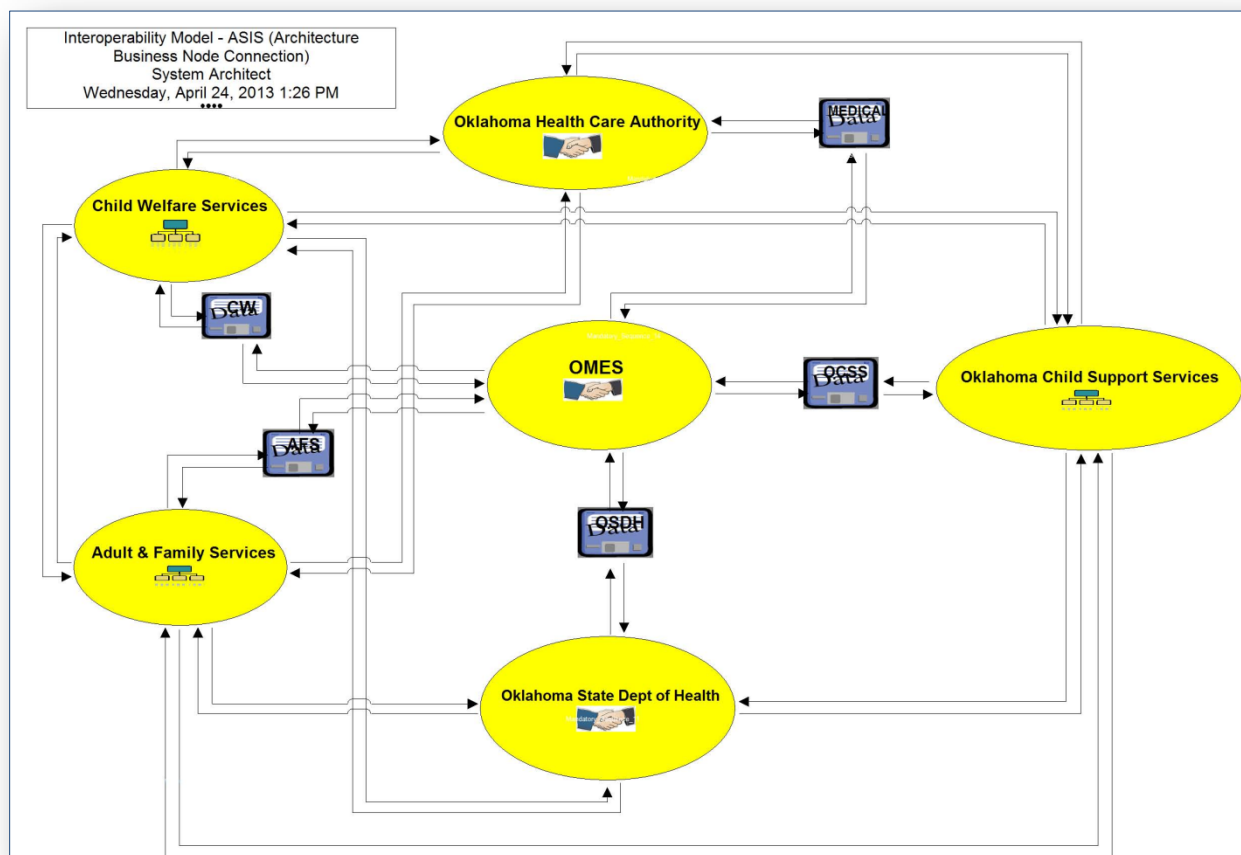 Interoperability Model - ASIS (Architecture
Business Node Connection)
System Architect
Wednesday, April 24, 2013 1:26 PM
Oklahoma Health Care Authority
MEDICAL
Data
Child Welfare Services
CW
Data
OMES
OCSS
Data
Oklahoma Child Support Services
AFS
Data
OSDH
Data
Adult & Family Services
Oklahoma State Dept of Health